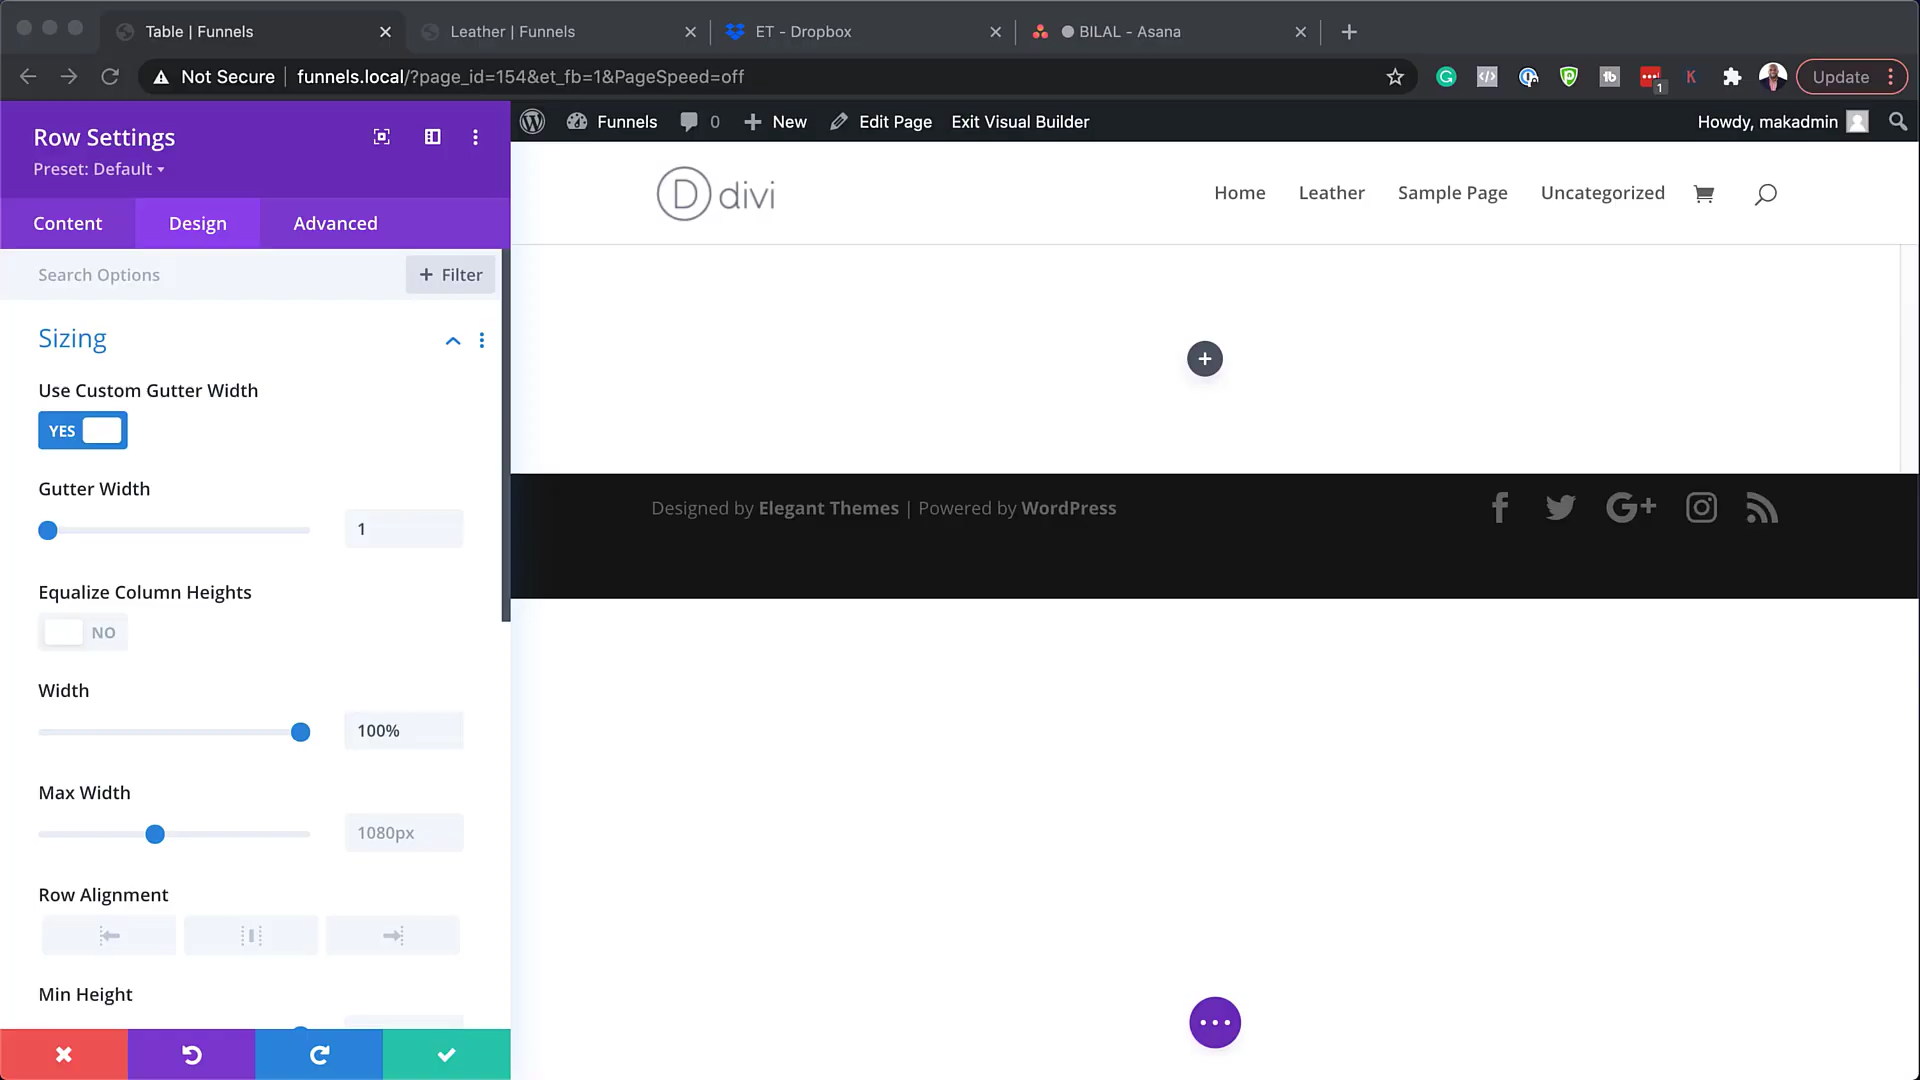 Table | Funnels
Leather | Funnels
ET - Dropbox
BILAL - Asana
Not Secure
funnels.local/?page_id=154&et_fb=1&PageSpeed=off
1
Update
Row Settings
Preset: Default
Content
Design
Advanced
Search Options
+ Filter
Sizing
Use Custom Gutter Width
YES
Gutter Width
1
Equalize Column Heights
NO
Width
100%
Max Width
1080px
Row Alignment
Min Height
Funnels
0
New
Edit Page
Exit Visual Builder
Howdy, makadmin
D divi
Home
Leather
Sample Page
Uncategorized
Designed by Elegant Themes | Powered by WordPress